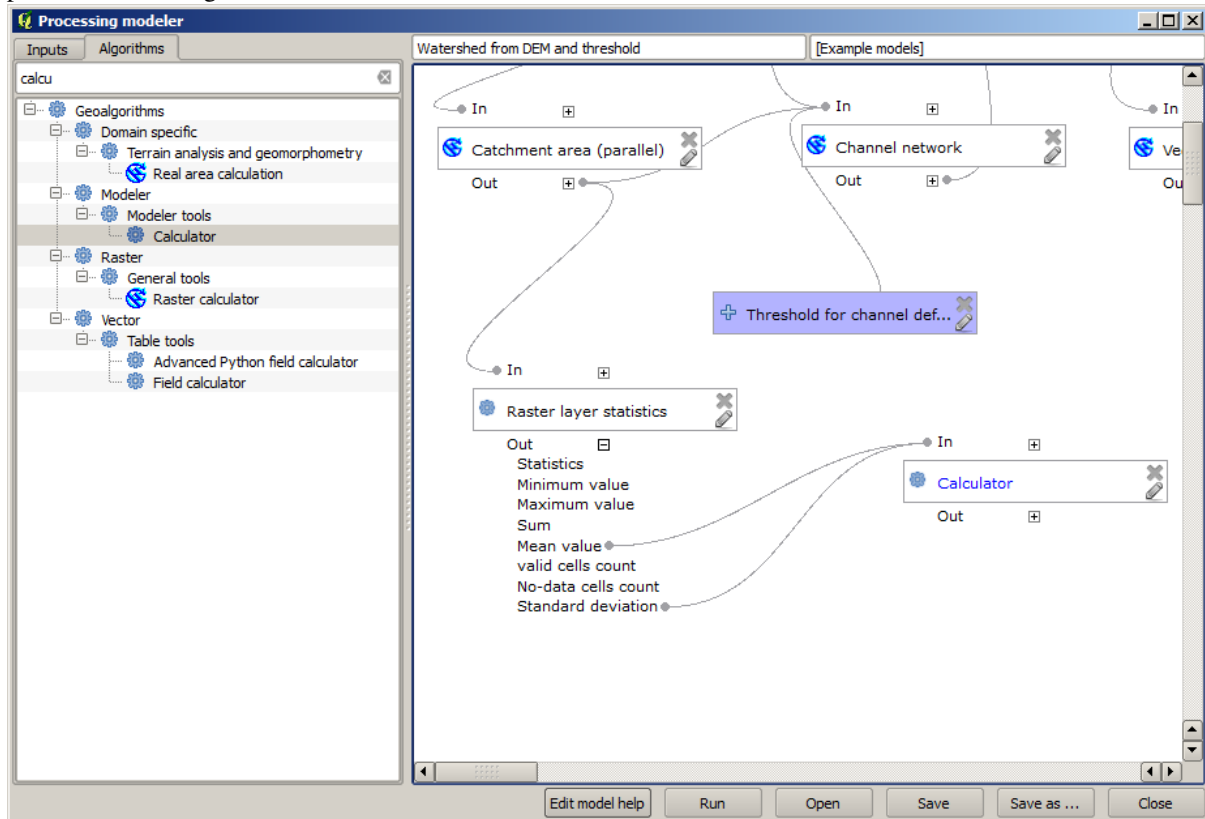 Processing modeler
Inputs Algorithms
Watershed from DEM and threshold [Example models]
calcu
Geoalgorithms
Domain specific
Terrain analysis and geomorphometry
Real area calculation
Modeler
Modeler tools
Calculator
Raster
General tools
Raster calculator
Vector
Table tools
Advanced Python field calculator
Field calculator
In
Catchment area (parallel)
Out
In
Channel network
Out
In
Ve
Ou
Threshold for channel def...
In
Raster layer statistics
Out
Statistics
Minimum value
Maximum value
Sum
Mean value
valid cells count
No-data cells count
Standard deviation
In
Calculator
Out
Edit model help Run Open Save Save as ... Close